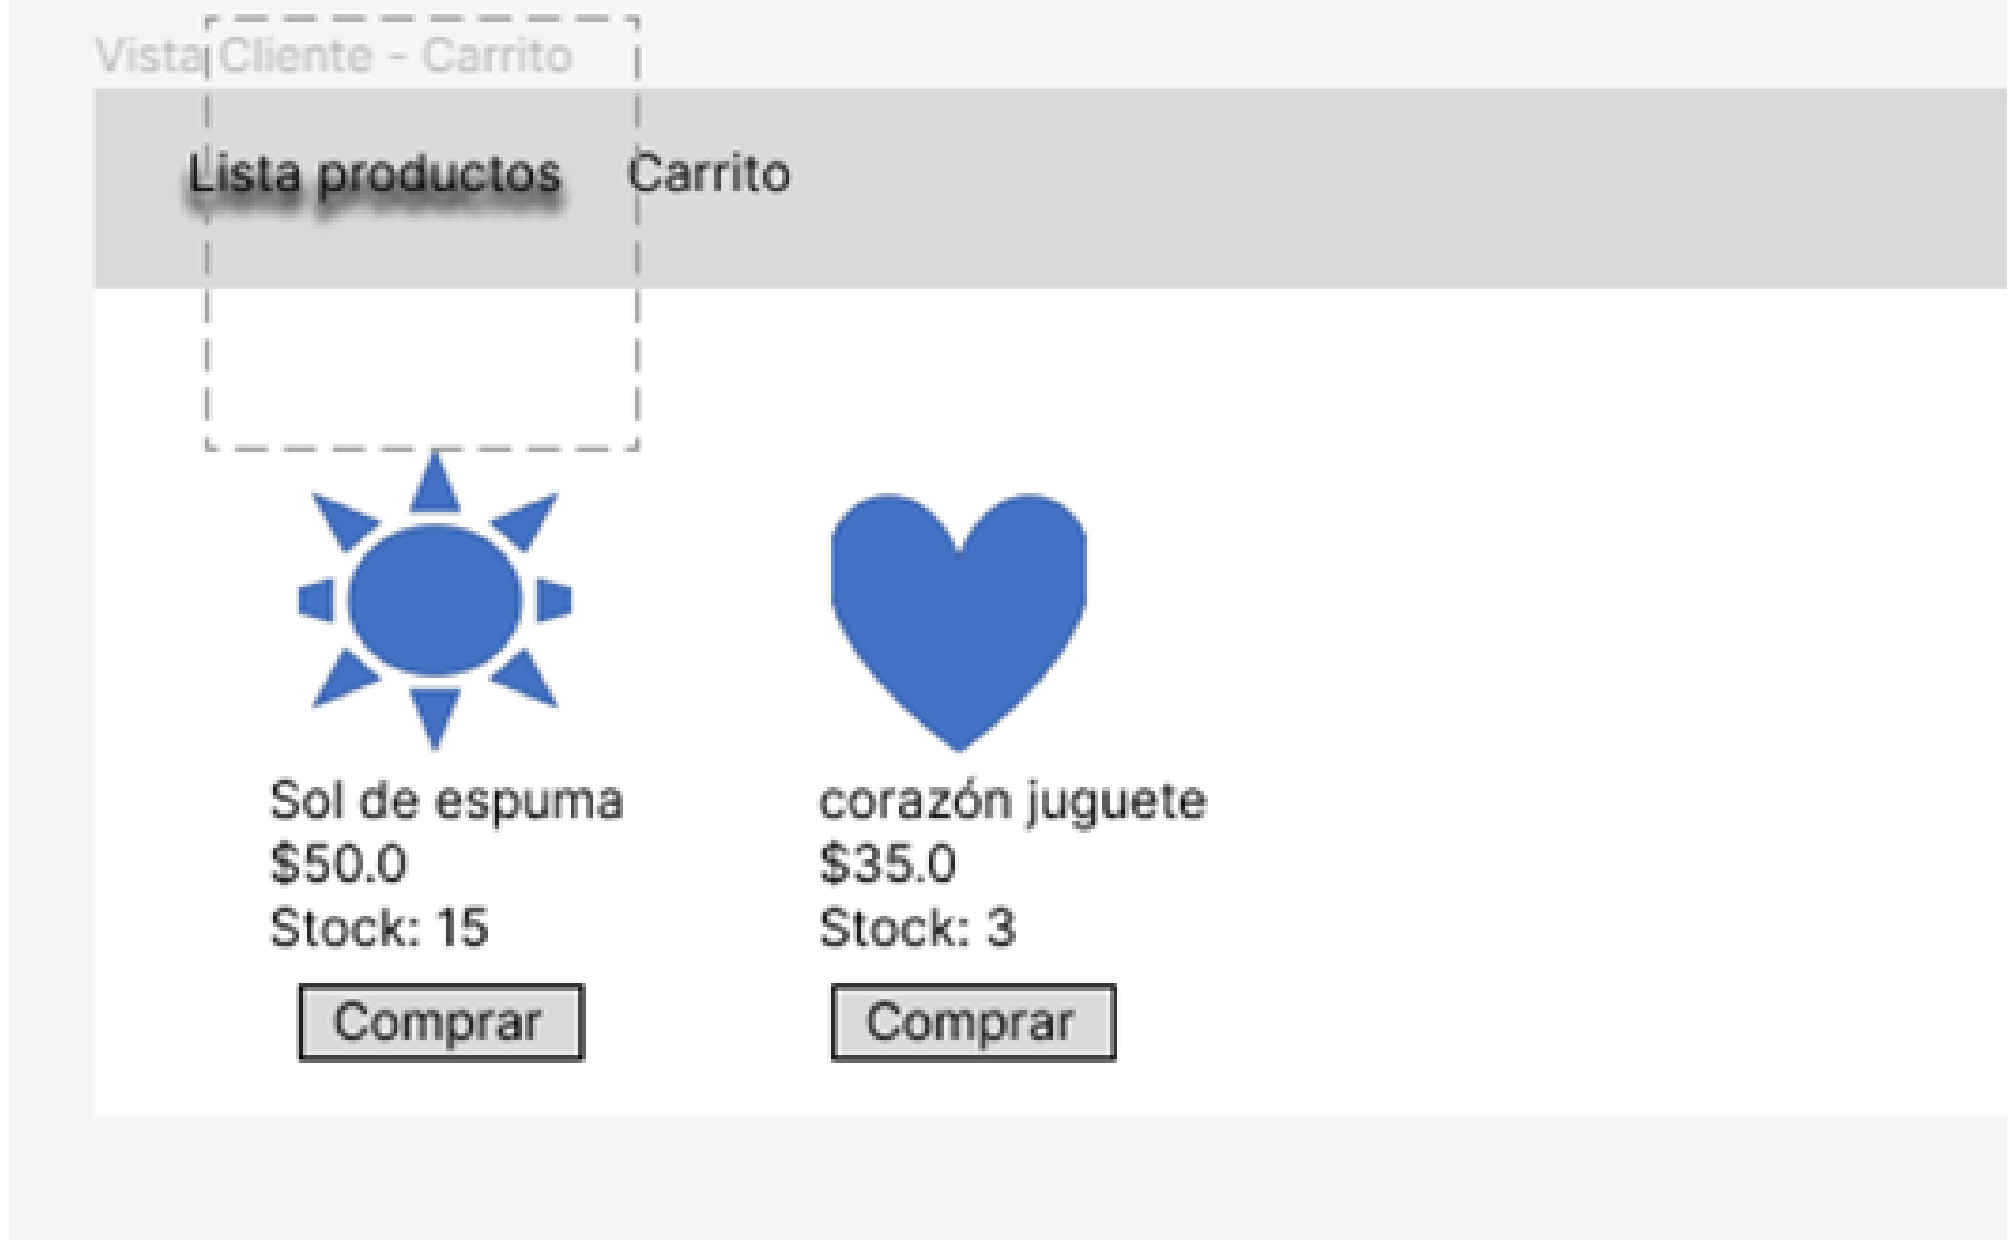 Vista Cliente - Carrito
Lista productos Carrito
Sol de espuma
$50.0
Stock: 15
Comprar
corazón juguete
$35.0
Stock: 3
Comprar